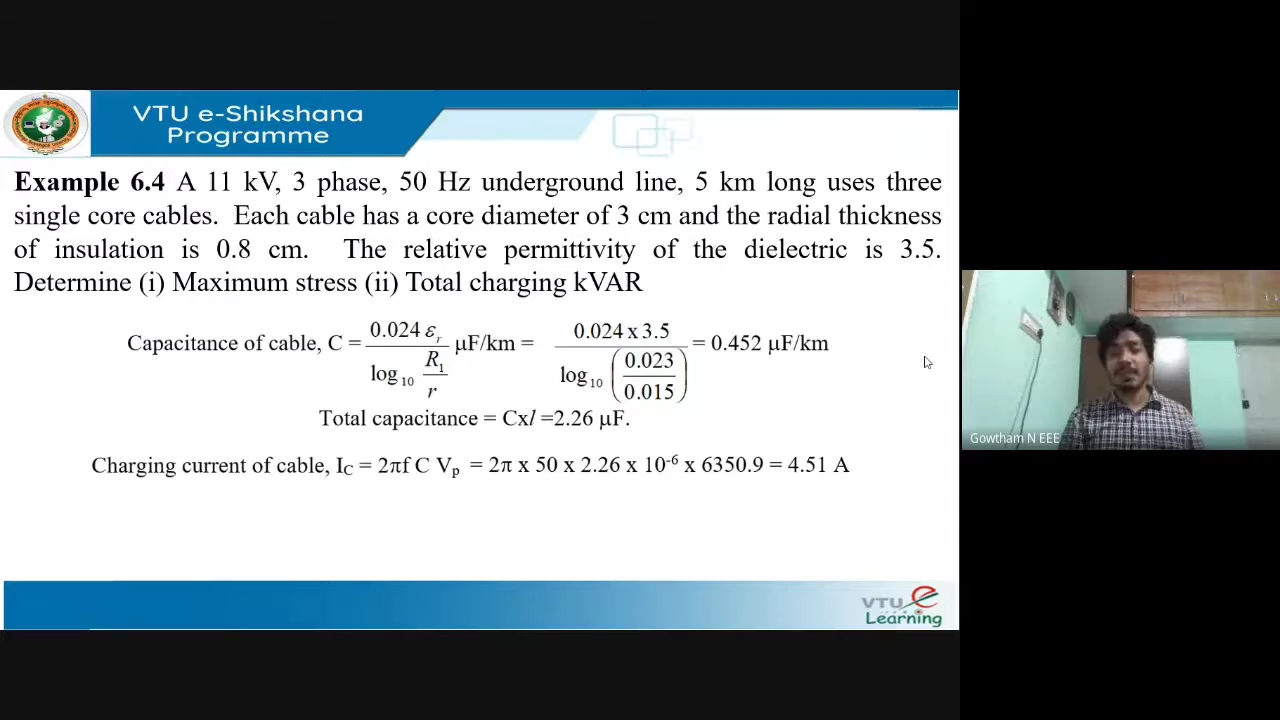 VTU e-Shikshana
Programme
Example 6.4 A 11 kV, 3 phase, 50 Hz underground line, 5 km long uses three
single core cables. Each cable has a core diameter of 3 cm and the radial thickness
of insulation is 0.8 cm. The relative permittivity of the dielectric is 3.5.
Determine (i) Maximum stress (ii) Total charging kVAR
Capacitance of cable, C = 0.024 εr / log10 R1/r μF/km = 0.024 x 3.5 / log10 (0.023/0.015) = 0.452 μF/km
Total capacitance = Cxl =2.26 μF.
Charging current of cable, IC = 2πf C Vp = 2π x 50 x 2.26 x 10-6 x 6350.9 = 4.51 A
Gowtham N EEE
VTU e
Learning